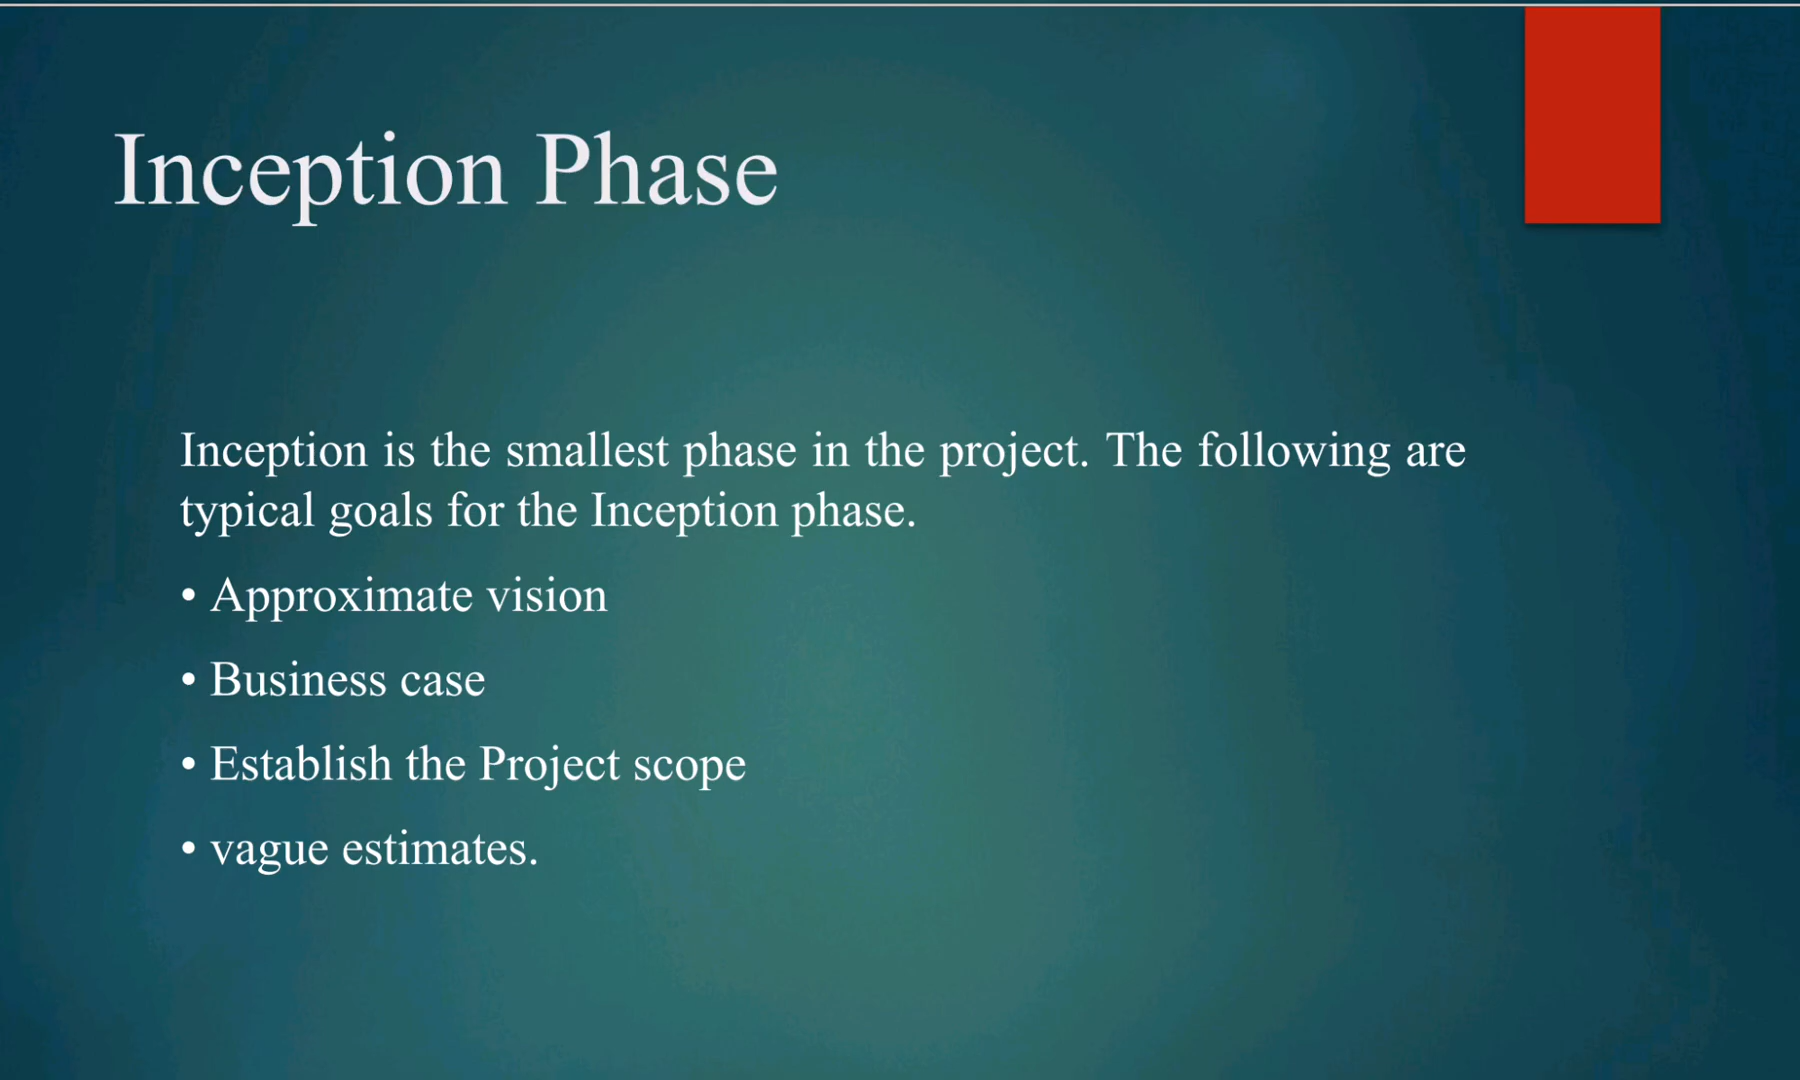 Inception Phase
Inception is the smallest phase in the project. The following are
typical goals for the Inception phase.
• Approximate vision
• Business case
• Establish the Project scope
• vague estimates.